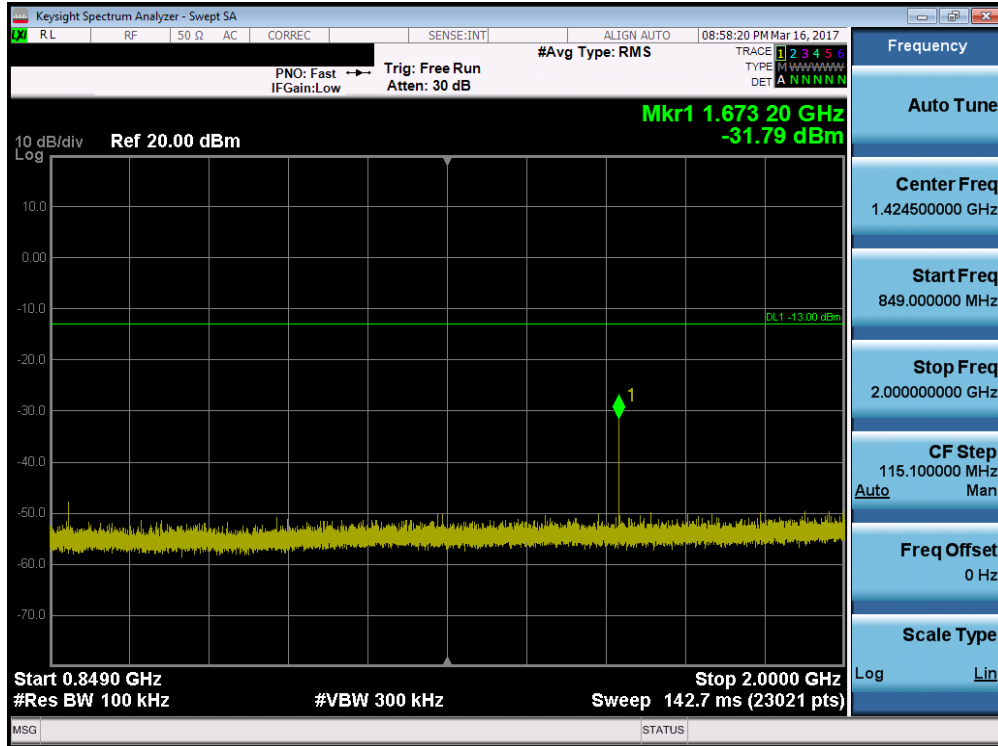 Keysight Spectrum Analyzer - Swept SA
LXI RL RF 50 Ω AC CORREC SENSE:INT ALIGN AUTO 08:58:20 PM Mar 16, 2017
Frequency
#Avg Type: RMS
TRACE 1 2 3 4 5 6
PNO: Fast Trig: Free Run
TYPE M W W W W W
IFGain:Low Atten: 30 dB
DET A N N N N N
Auto Tune
Mkr1 1.673 20 GHz
-31.79 dBm
10 dB/div Ref 20.00 dBm
Log
Center Freq
1.424500000 GHz
10.0
0.00
Start Freq
849.000000 MHz
-10.0
DL1 -13.00 dBm
-20.0
Stop Freq
2.000000000 GHz
1
-30.0
CF Step
115.100000 MHz
Auto Man
-40.0
-50.0
Freq Offset
0 Hz
-60.0
-70.0
Scale Type
Log Lin
Start 0.8490 GHz Stop 2.0000 GHz
#Res BW 100 kHz #VBW 300 kHz Sweep 142.7 ms (23021 pts)
MSG STATUS